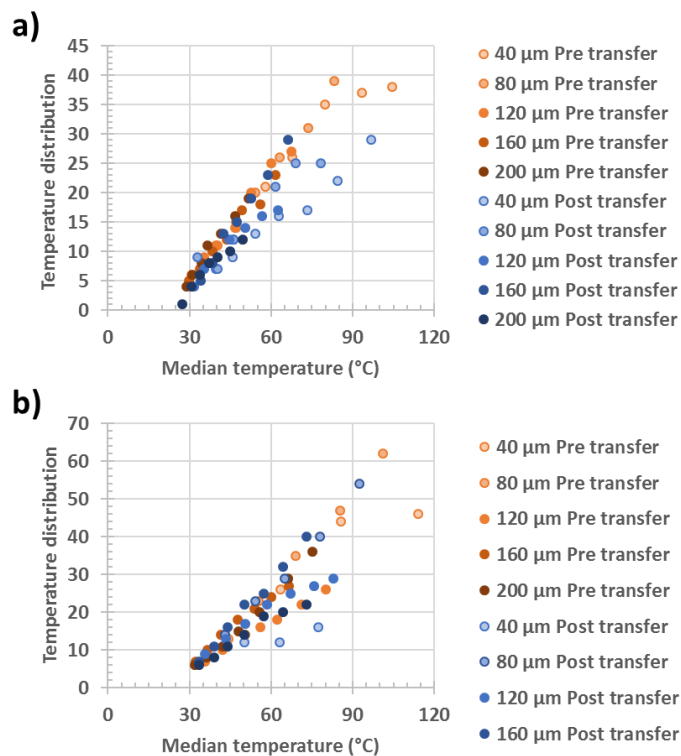 a)
Temperature distribution
45
40
35
30
25
20
15
10
5
0
0 30 60 90 120
Median temperature (°C)
40 µm Pre transfer
80 µm Pre transfer
120 µm Pre transfer
160 µm Pre transfer
200 µm Pre transfer
40 µm Post transfer
80 µm Post transfer
120 µm Post transfer
160 µm Post transfer
200 µm Post transfer
b)
Temperature distribution
70
60
50
40
30
20
10
0
0 30 60 90 120
Median temperature (°C)
40 µm Pre transfer
80 µm Pre transfer
120 µm Pre transfer
160 µm Pre transfer
200 µm Pre transfer
40 µm Post transfer
80 µm Post transfer
120 µm Post transfer
160 µm Post transfer